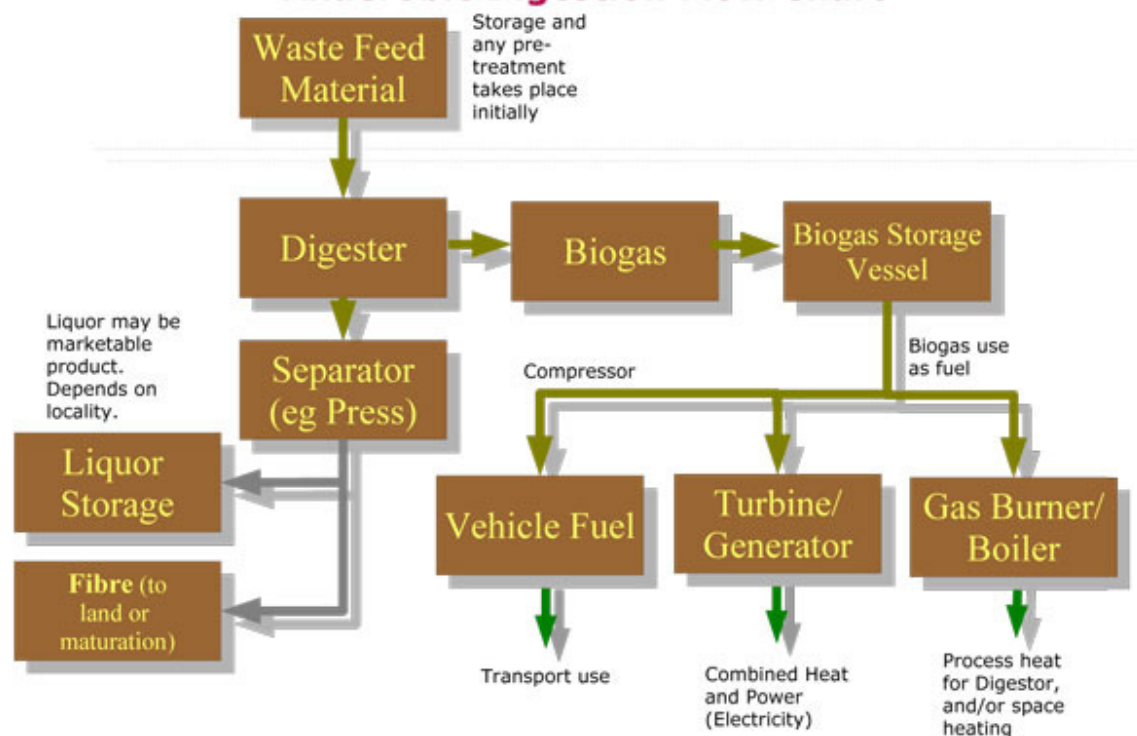 Waste Feed
Material
Storage and
any pre-
treatment
takes place
initially
Digester
Biogas
Biogas Storage
Vessel
Liquor may be
marketable
product.
Depends on
locality.
Separator
(eg Press)
Compressor
Biogas use
as fuel
Liquor
Storage
Vehicle Fuel
Turbine/
Generator
Gas Burner/
Boiler
Fibre (to
land or
maturation)
Transport use
Combined Heat
and Power
(Electricity)
Process heat
for Digestor,
and/or space
heating